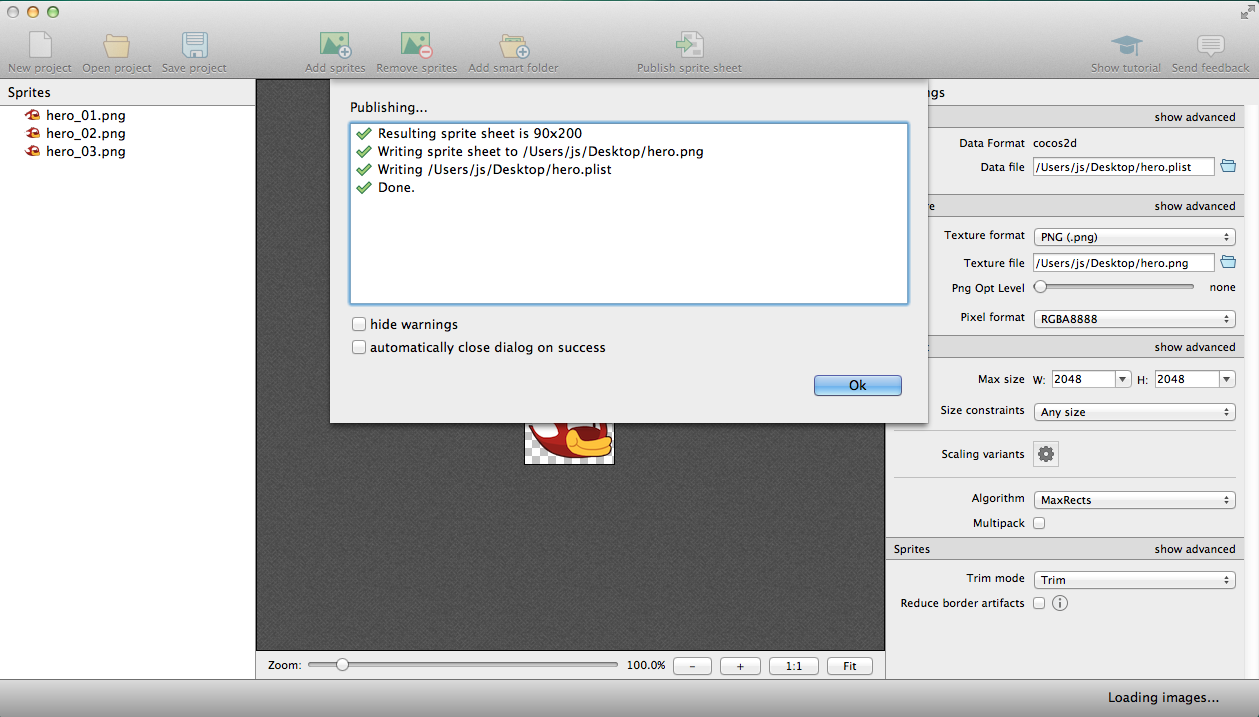 New project Open project Save project Add sprites Remove sprites Add smart folder Publish sprite sheet Show tutorial Send feedback
Sprites
hero_01.png
hero_02.png
hero_03.png
Publishing...
Resulting sprite sheet is 90x200
Writing sprite sheet to /Users/js/Desktop/hero.png
Writing /Users/js/Desktop/hero.plist
Done.
hide warnings
automatically close dialog on success
Ok
Zoom: 100.0% - + 1:1 Fit
show advanced
Data Format cocos2d
Data file /Users/js/Desktop/hero.plist
show advanced
Texture format PNG (.png)
Texture file /Users/js/Desktop/hero.png
Png Opt Level none
Pixel format RGBA8888
show advanced
Max size W: 2048 H: 2048
Size constraints Any size
Scaling variants
Algorithm MaxRects
Multipack
Sprites show advanced
Trim mode Trim
Reduce border artifacts i
Loading images...